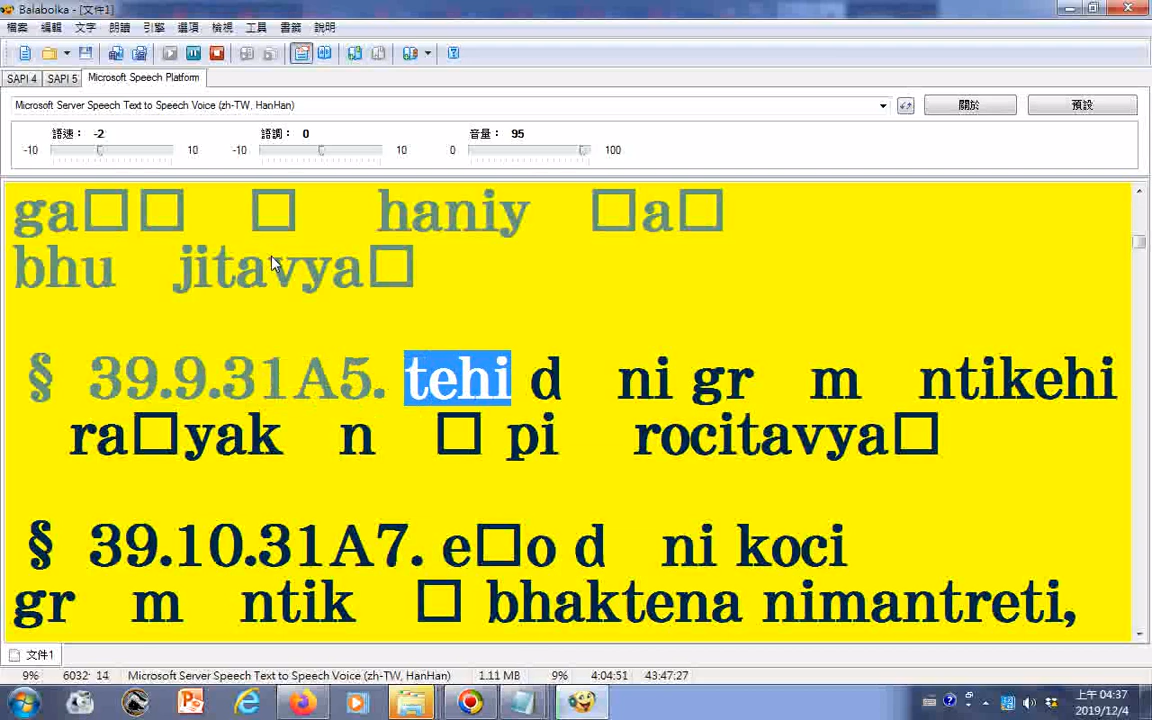 Balabolka - [文件1]
檔案 編輯 文字 朗讀 引擎 選項 檢視 工具 書籤 說明
SAPI 4 SAPI 5 Microsoft Speech Platform
Microsoft Server Speech Text to Speech Voice (zh-TW, HanHan) 關於 預設
語速： -2 語調： 0 音量： 95
-10 10 -10 10 0 100
ga□□ □ haniy □a□
bhu jitavya□
§ 39.9.31A5. tehi d ni gr m ntikehi
ra□yak n □ pi rocitavya□
§ 39.10.31A7. e□o d ni koci
gr m ntik □ bhaktena nimantreti,
文件1
9% 6032: 14 Microsoft Server Speech Text to Speech Voice (zh-TW, HanHan) 1.11 MB 9% 4:04:51 43:47:27
上午 04:37
2019/12/4